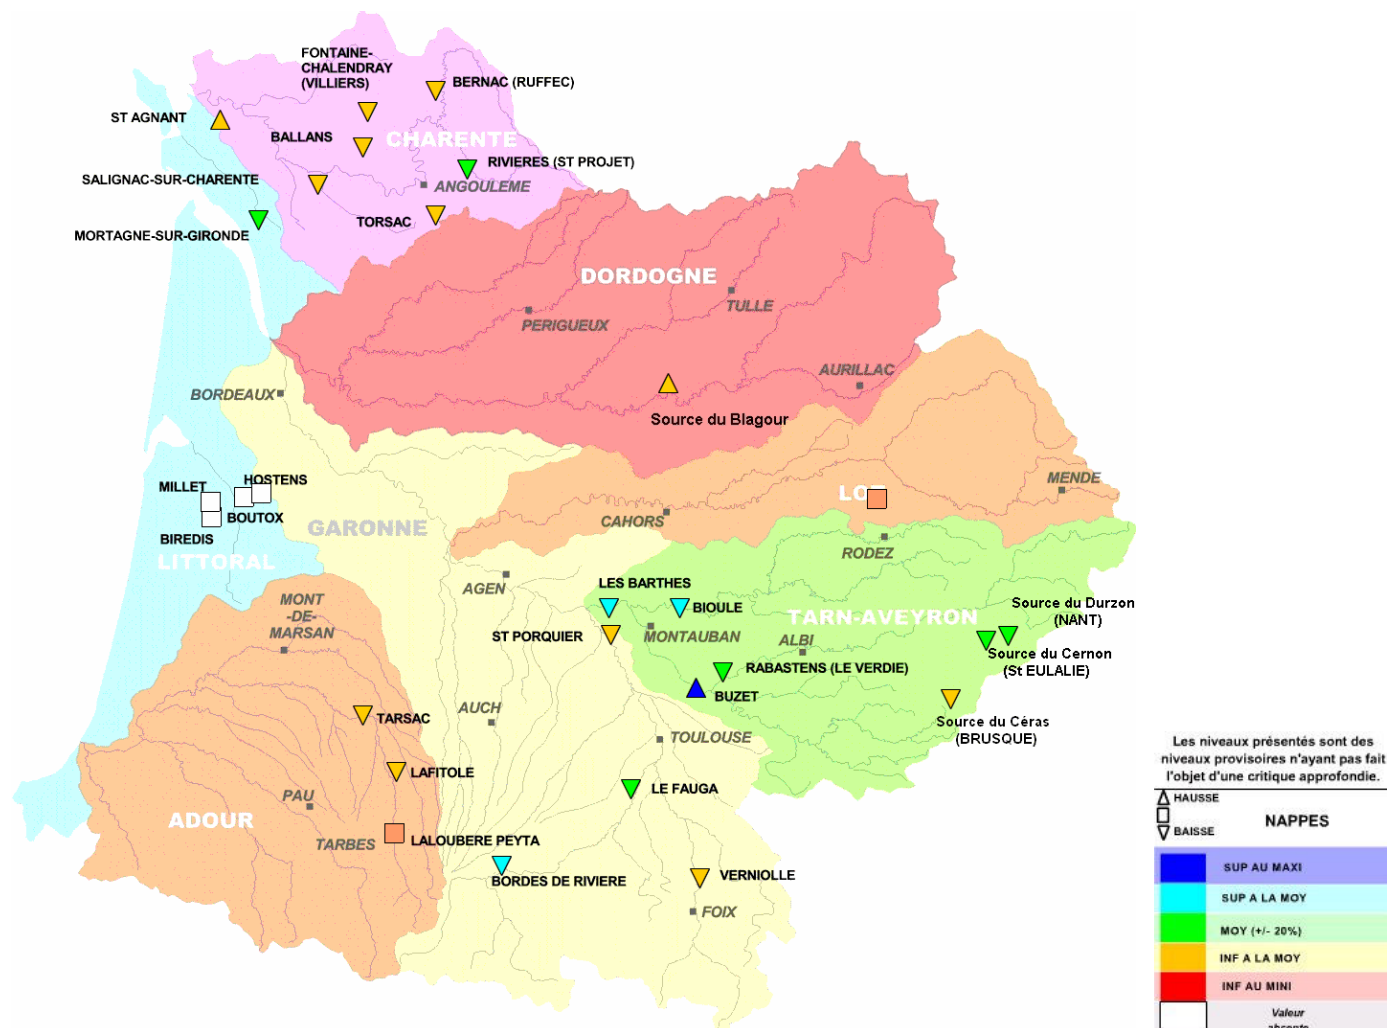 FONTAINE-
CHALENDRAY
(VILLIERS)
BERNAC (RUFFEC)
ST AGNANT
BALLANS
CHARENTE
RIVIERES (ST PROJET)
SALIGNAC-SUR-CHARENTE
ANGOULEME
TORSAC
MORTAGNE-SUR-GIRONDE
DORDOGNE
TULLE
PERIGUEUX
AURILLAC
BORDEAUX
Source du Blagour
MENDE
MILLET
HOSTENS
LOT
BOUTOX
CAHORS
GARONNE
BIREDIS
RODEZ
LITTORAL
AGEN
LES BARTHES
MONT
-DE-
MARSAN
BIOULE
TARN-AVEYRON
Source du Durzon
(NANT)
ST PORQUIER
MONTAUBAN
ALBI
Source du Cernon
(St EULALIE)
RABASTENS (LE VERDIE)
BUZET
AUCH
TARSAC
Source du Céras
(BRUSQUE)
TOULOUSE
LAFITOLE
LE FAUGA
PAU
ADOUR
TARBES
LALOUBERE PEYTA
BORDES DE RIVIERE
VERNIOLLE
FOIX
Les niveaux présentés sont des
niveaux provisoires n'ayant pas fait
l'objet d'une critique approfondie.
HAUSSE
NAPPES
BAISSE
SUP AU MAXI
SUP A LA MOY
MOY (+/- 20%)
INF A LA MOY
INF AU MINI
Valeur
absente